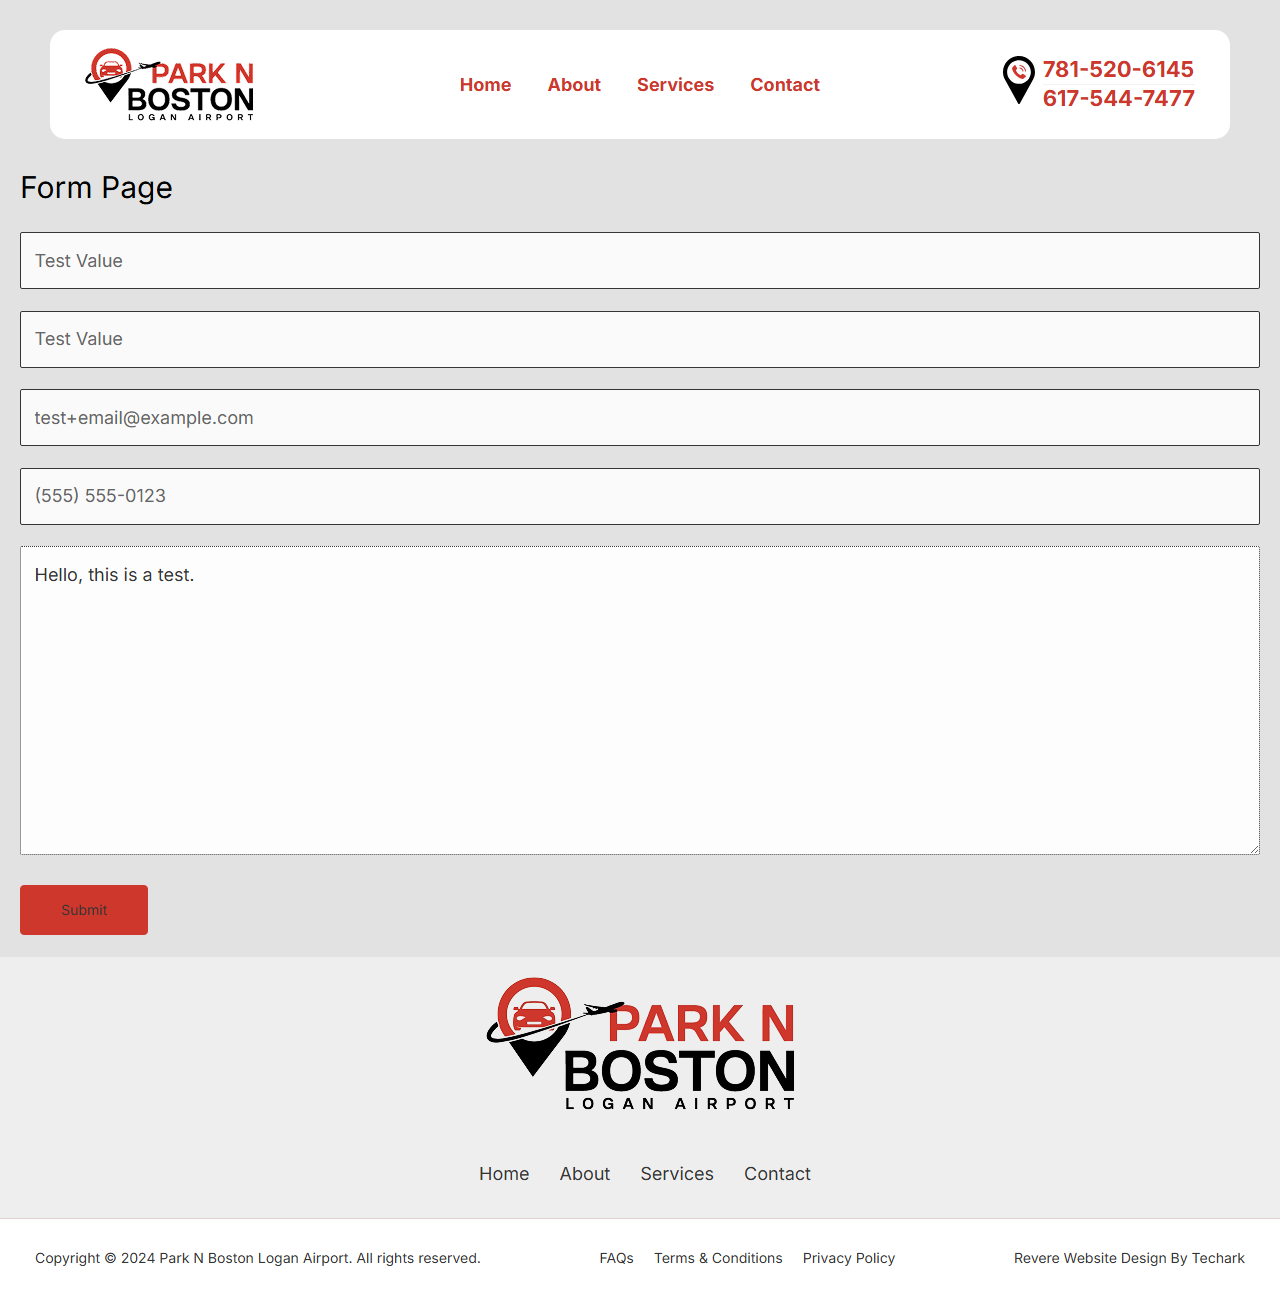 PARK N
BOSTON
LOGAN AIRPORT
Home About Services Contact
781-520-6145
617-544-7477
Form Page
Test Value
Test Value
test+email@example.com
(555) 555-0123
Hello, this is a test.
Submit
PARK N
BOSTON
LOGAN AIRPORT
Home About Services Contact
Copyright © 2024 Park N Boston Logan Airport. All rights reserved. FAQs Terms & Conditions Privacy Policy Revere Website Design By Techark